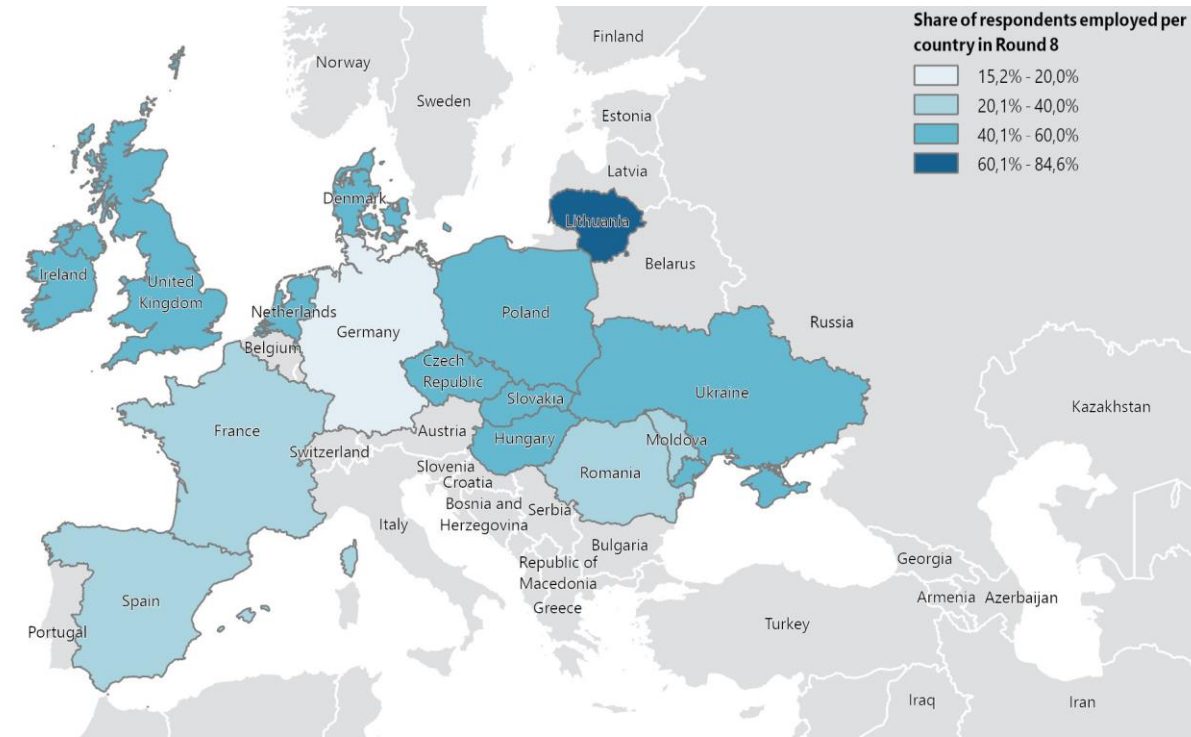 Share of respondents employed per
country in Round 8
15,2% - 20,0%
20,1% - 40,0%
40,1% - 60,0%
60,1% - 84,6%
Finland
Norway
Sweden
Estonia
Latvia
Denmark
Lithuania
Belarus
Ireland
United
Kingdom
Netherlands
Poland
Russia
Germany
Belgium
Czech
Republic
Slovakia
Ukraine
Kazakhstan
France
Austria
Hungary
Moldova
Switzerland
Slovenia
Romania
Croatia
Bosnia and
Herzegovina
Serbia
Italy
Bulgaria
Georgia
Republic of
Macedonia
Armenia
Azerbaijan
Spain
Greece
Turkey
Portugal
Iraq
Iran